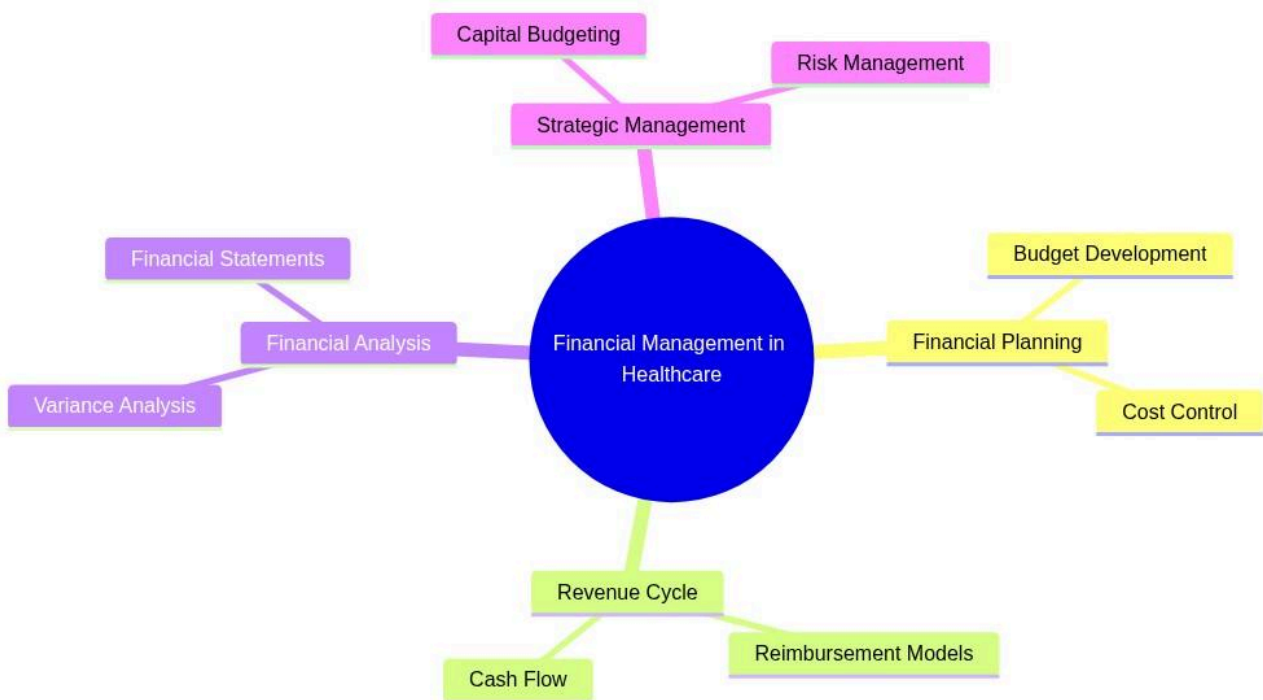 Capital Budgeting
Risk Management
Strategic Management
Financial Statements
Budget Development
Financial Analysis
Financial Management in
Healthcare
Financial Planning
Variance Analysis
Cost Control
Revenue Cycle
Reimbursement Models
Cash Flow